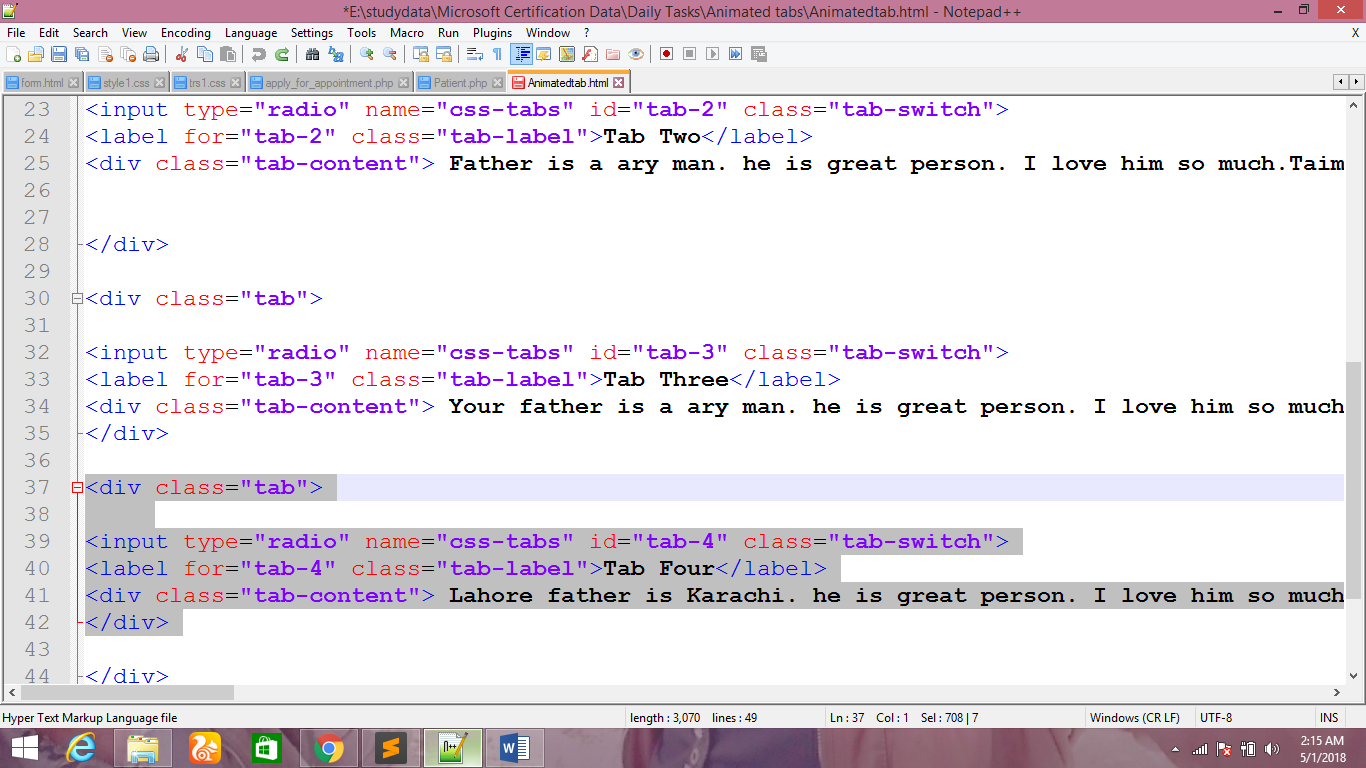 *E:\studydata\Microsoft Certification Data\Daily Tasks\Animated tabs\Animatedtab.html - Notepad++
File Edit Search View Encoding Language Settings Tools Macro Run Plugins Window ? X
form.html style1.css trs1.css apply_for_appointment.php Patient.php Animatedtab.html
23 <input type="radio" name="css-tabs" id="tab-2" class="tab-switch">
24 <label for="tab-2" class="tab-label">Tab Two</label>
25 <div class="tab-content"> Father is a ary man. he is great person. I love him so much.Taim
26
27
28 </div>
29
30 <div class="tab">
31
32 <input type="radio" name="css-tabs" id="tab-3" class="tab-switch">
33 <label for="tab-3" class="tab-label">Tab Three</label>
34 <div class="tab-content"> Your father is a ary man. he is great person. I love him so much
35 </div>
36
37 <div class="tab">
38
39 <input type="radio" name="css-tabs" id="tab-4" class="tab-switch">
40 <label for="tab-4" class="tab-label">Tab Four</label>
41 <div class="tab-content"> Lahore father is Karachi. he is great person. I love him so much
42 </div>
43
44 </div>
Hyper Text Markup Language file length : 3,070 lines : 49 Ln : 37 Col : 1 Sel : 708 | 7 Windows (CR LF) UTF-8 INS
2:15 AM
5/1/2018